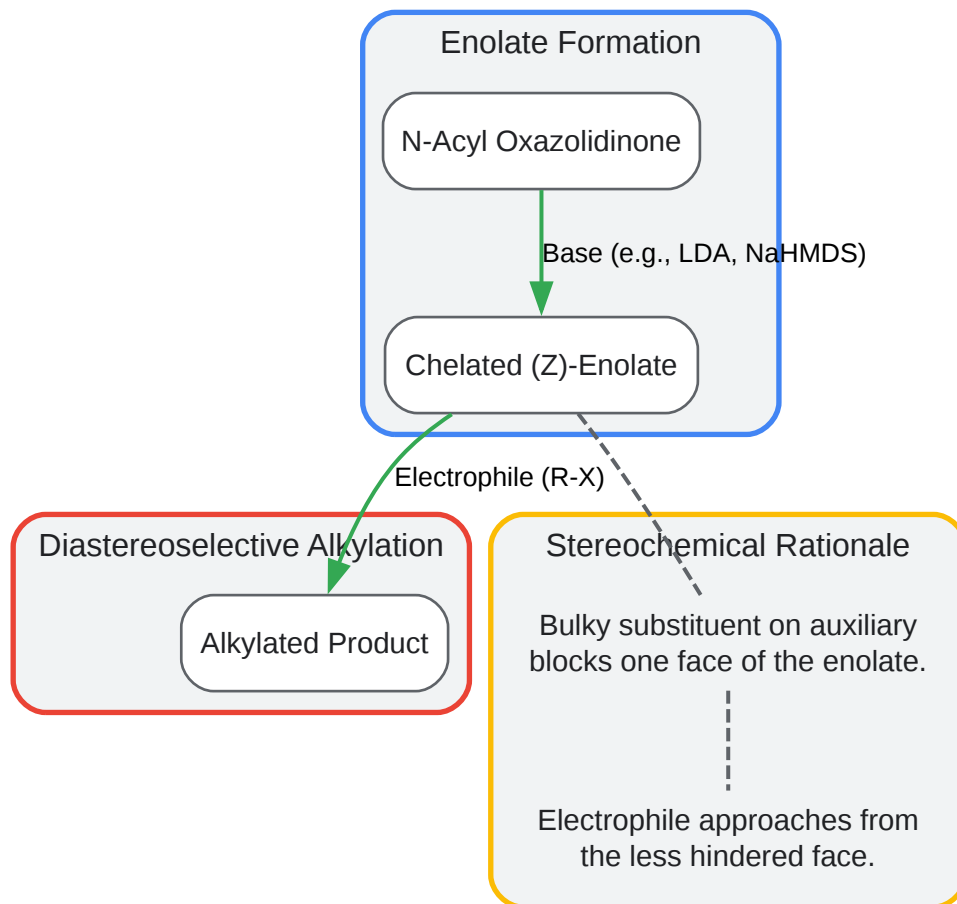 Enolate Formation
N-Acyl Oxazolidinone
Base (e.g., LDA, NaHMDS)
Chelated (Z)-Enolate
Electrophile (R-X)
Diastereoselective Alkylation
Alkylated Product
Stereochemical Rationale
Bulky substituent on auxiliary
blocks one face of the enolate.
Electrophile approaches from
the less hindered face.